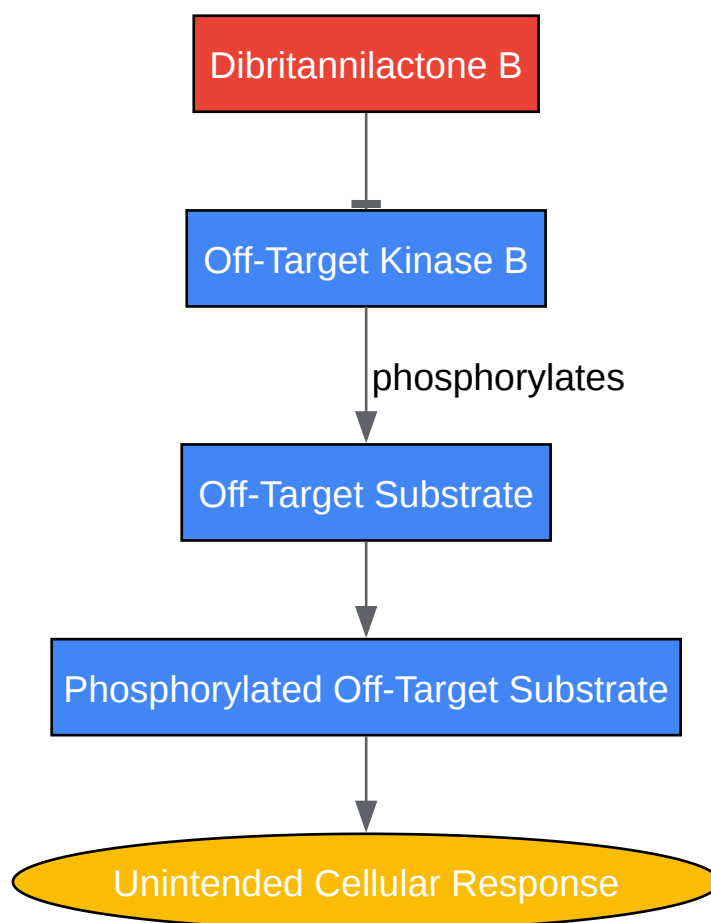 Dibritannilactone B
Off-Target Kinase B
phosphorylates
Off-Target Substrate
Phosphorylated Off-Target Substrate
Unintended Cellular Response